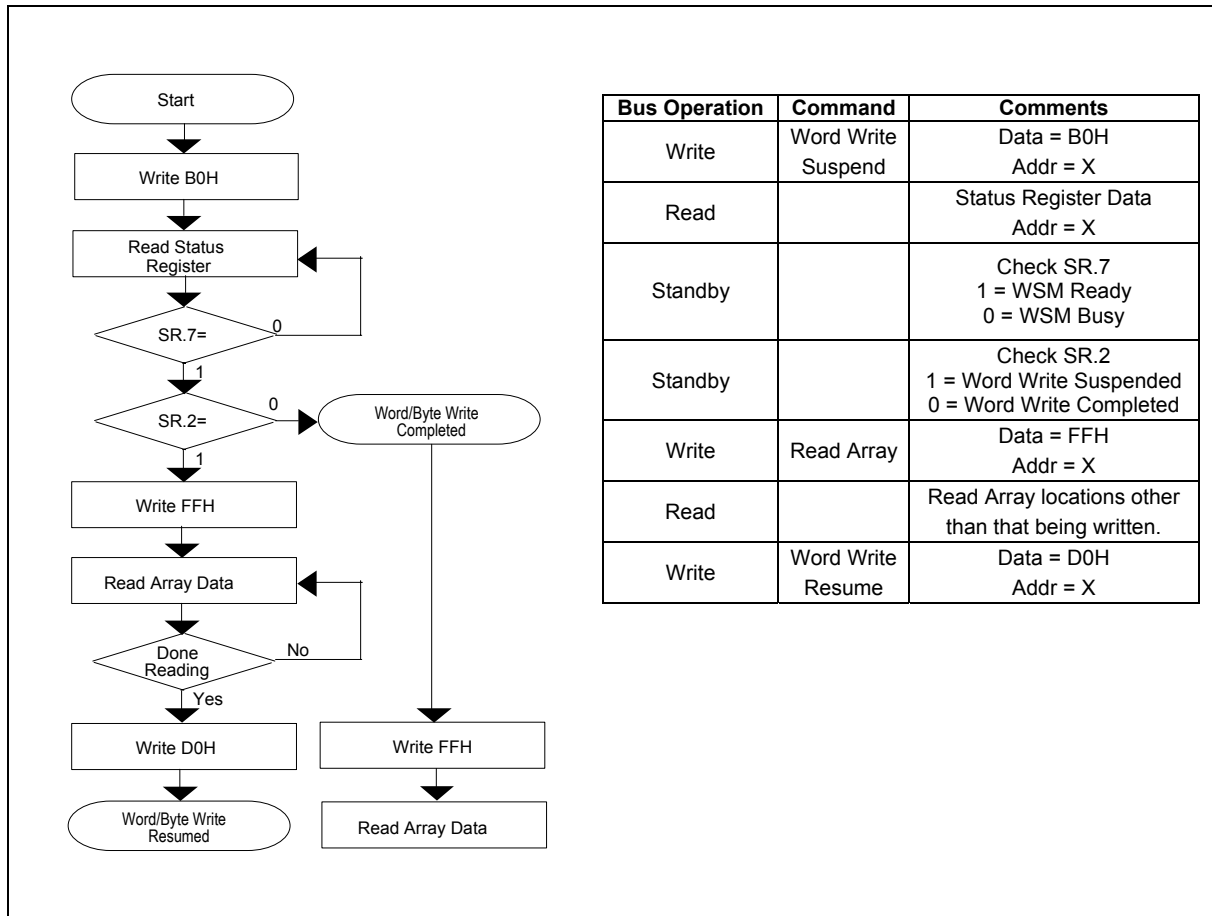 Start
Write B0H
Read Status
Register
SR.7=
0
1
SR.2=
0
Word/Byte Write
Completed
1
Write FFH
Read Array Data
Done
Reading
No
Yes
Write D0H
Write FFH
Word/Byte Write
Resumed
Read Array Data
Bus Operation Command Comments
Write Word Write Suspend Data = B0H
Addr = X
Read Status Register Data
Addr = X
Standby Check SR.7
1 = WSM Ready
0 = WSM Busy
Standby Check SR.2
1 = Word Write Suspended
0 = Word Write Completed
Write Read Array Data = FFH
Addr = X
Read Read Array locations other
than that being written.
Write Word Write Resume Data = D0H
Addr = X